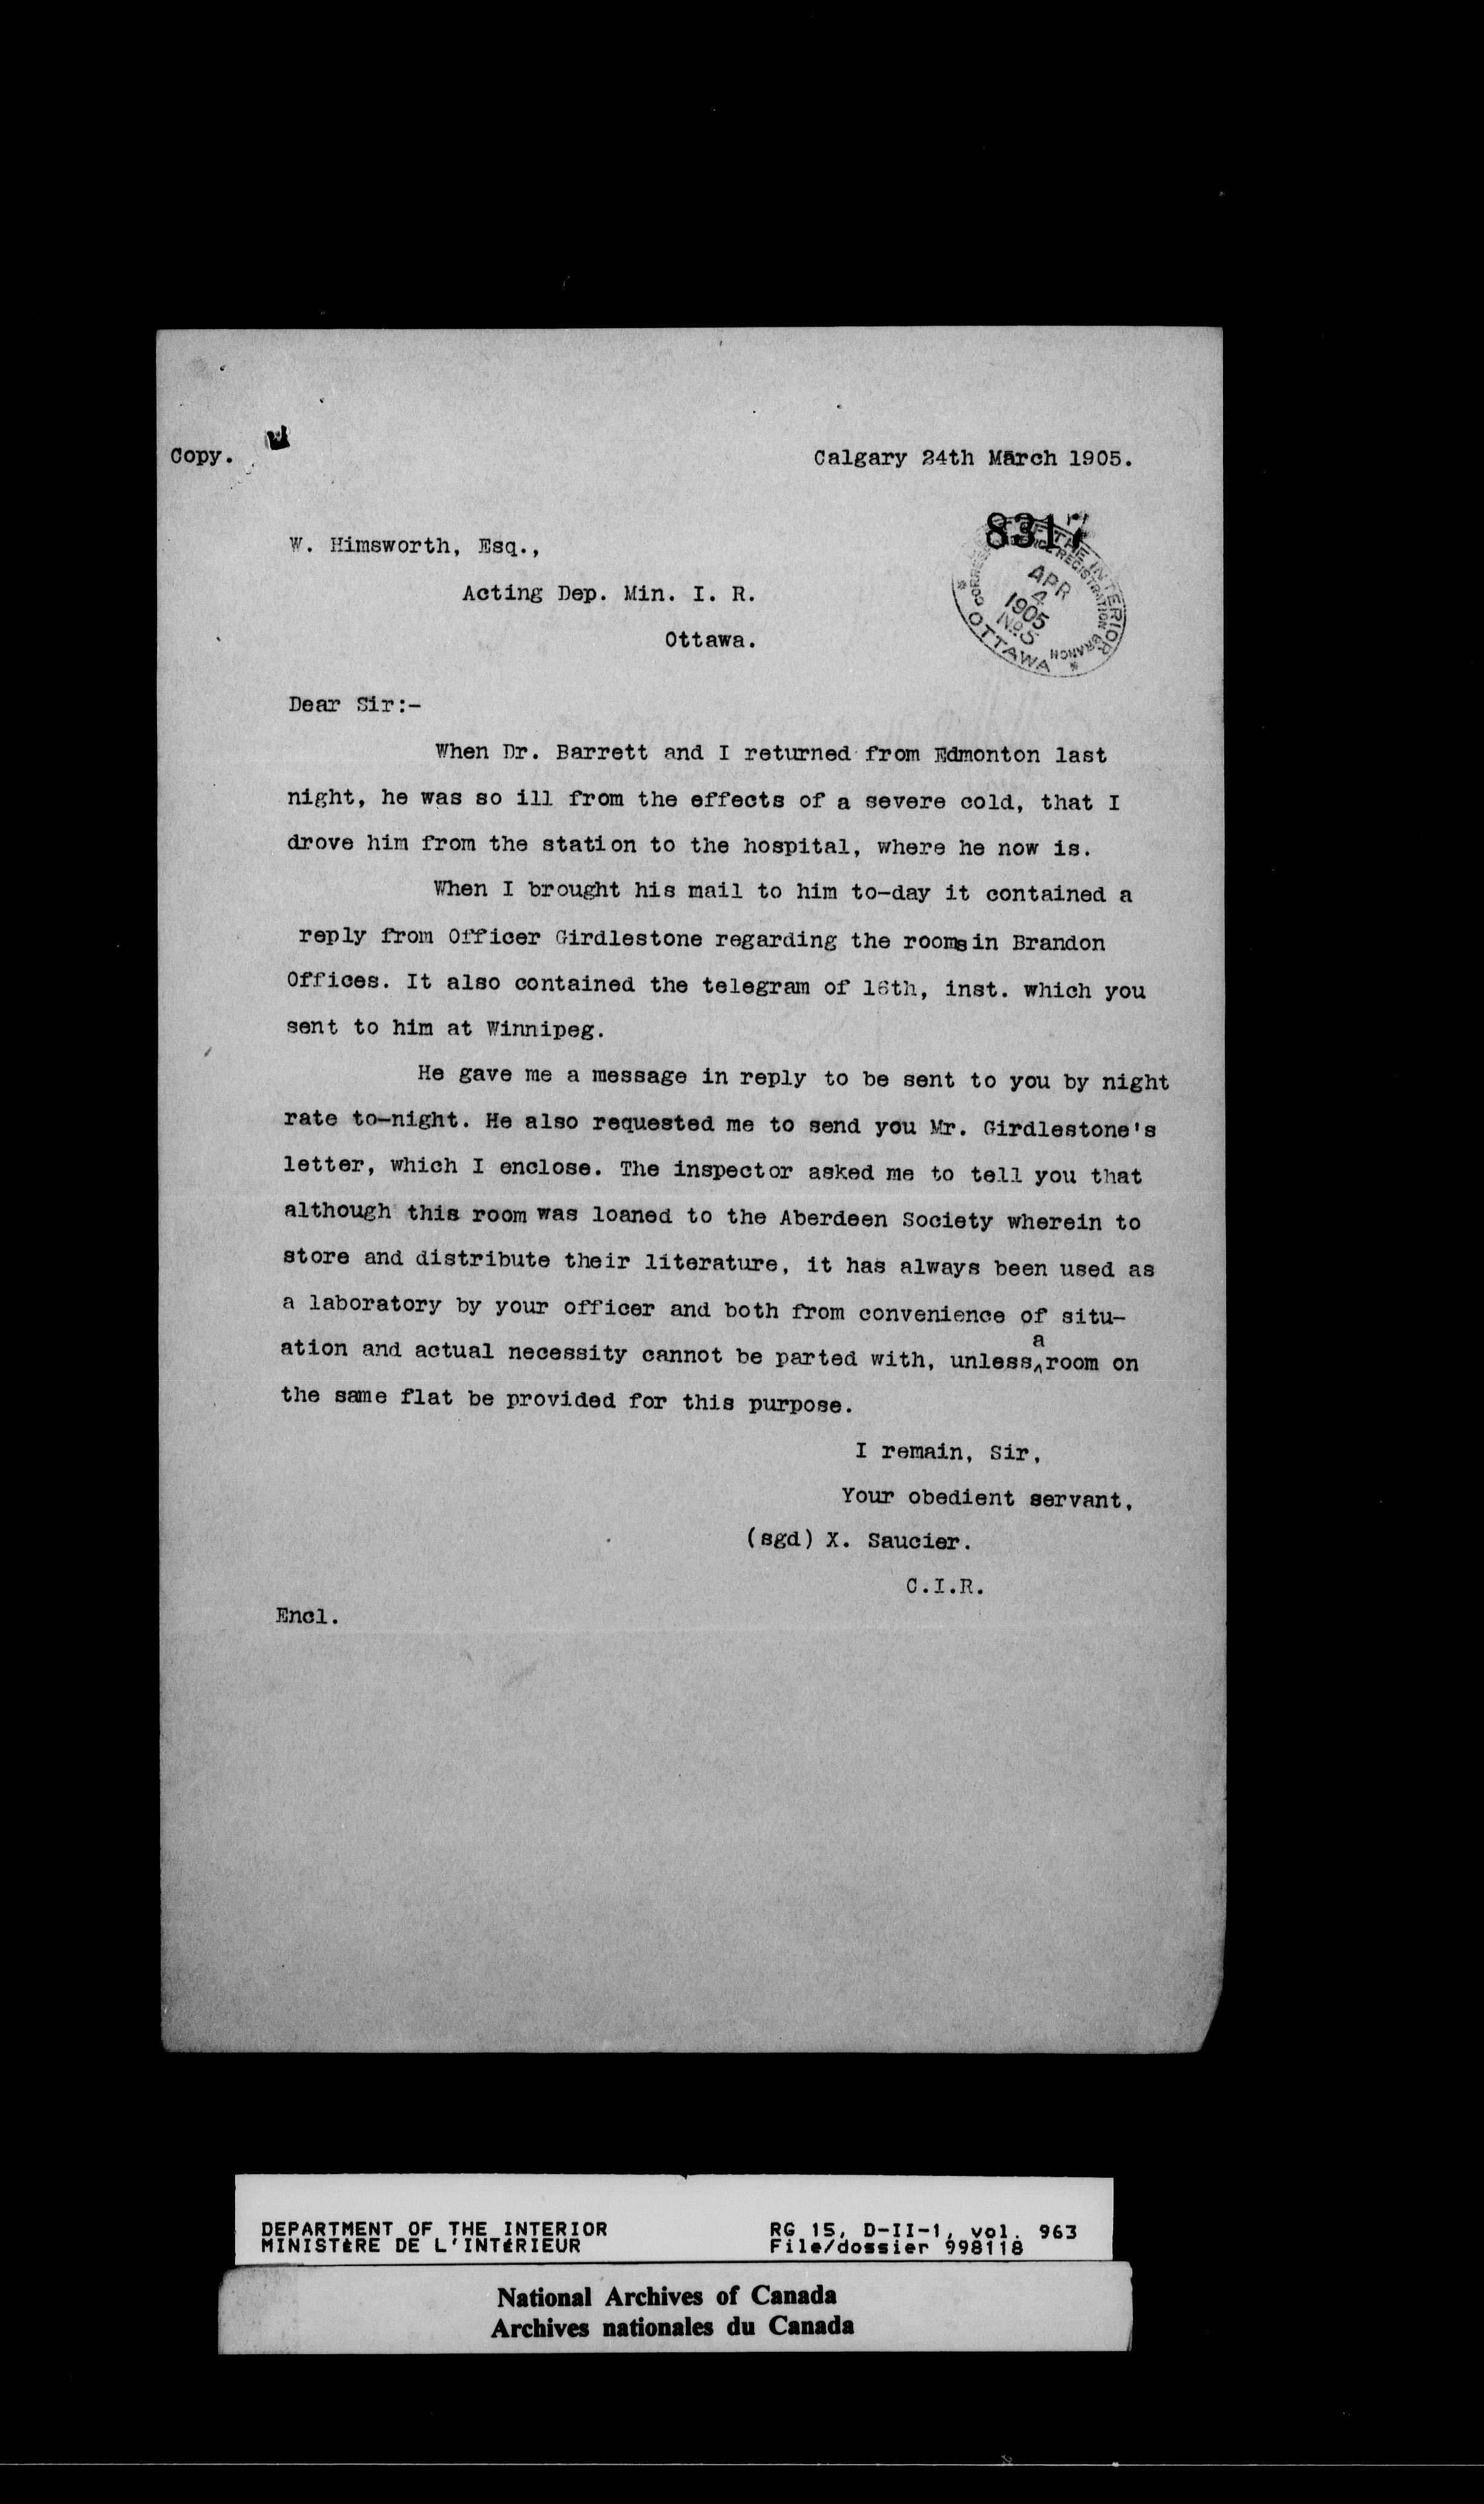 Copy.
Calgary 24th March 1905.
8317
OF THE INTERIOR
CORRESPONDENCE REGISTRATION BRANCH
APR
4
1905
No. 5
* OTTAWA *
W. Himsworth, Esq.,
Acting Dep. Min. I. R.
Ottawa.
Dear Sir:-
When Dr. Barrett and I returned from Edmonton last
night, he was so ill from the effects of a severe cold, that I
drove him from the station to the hospital, where he now is.
When I brought his mail to him to-day it contained a
reply from Officer Girdlestone regarding the rooms in Brandon
Offices. It also contained the telegram of 16th, inst. which you
sent to him at Winnipeg.
He gave me a message in reply to be sent to you by night
rate to-night. He also requested me to send you Mr. Girdlestone's
letter, which I enclose. The inspector asked me to tell you that
although this room was loaned to the Aberdeen Society wherein to
store and distribute their literature, it has always been used as
a laboratory by your officer and both from convenience of situ-
ation and actual necessity cannot be parted with, unless a room on
the same flat be provided for this purpose.
I remain, Sir,
Your obedient servant,
(sgd) X. Saucier.
C.I.R.
Encl.
DEPARTMENT OF THE INTERIOR
MINISTÈRE DE L'INTÉRIEUR
RG 15, D-II-1, vol. 963
File/dossier 998118
National Archives of Canada
Archives nationales du Canada